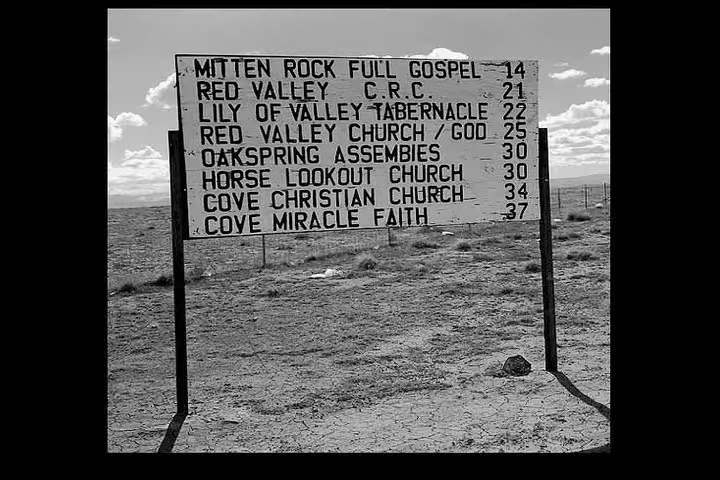 MITTEN ROCK FULL GOSPEL 14
RED VALLEY C.R.C. 21
LILY OF VALLEY TABERNACLE 22
RED VALLEY CHURCH / GOD 25
OAKSPRING ASSEMBIES 30
HORSE LOOKOUT CHURCH 30
COVE CHRISTIAN CHURCH 34
COVE MIRACLE FAITH 37